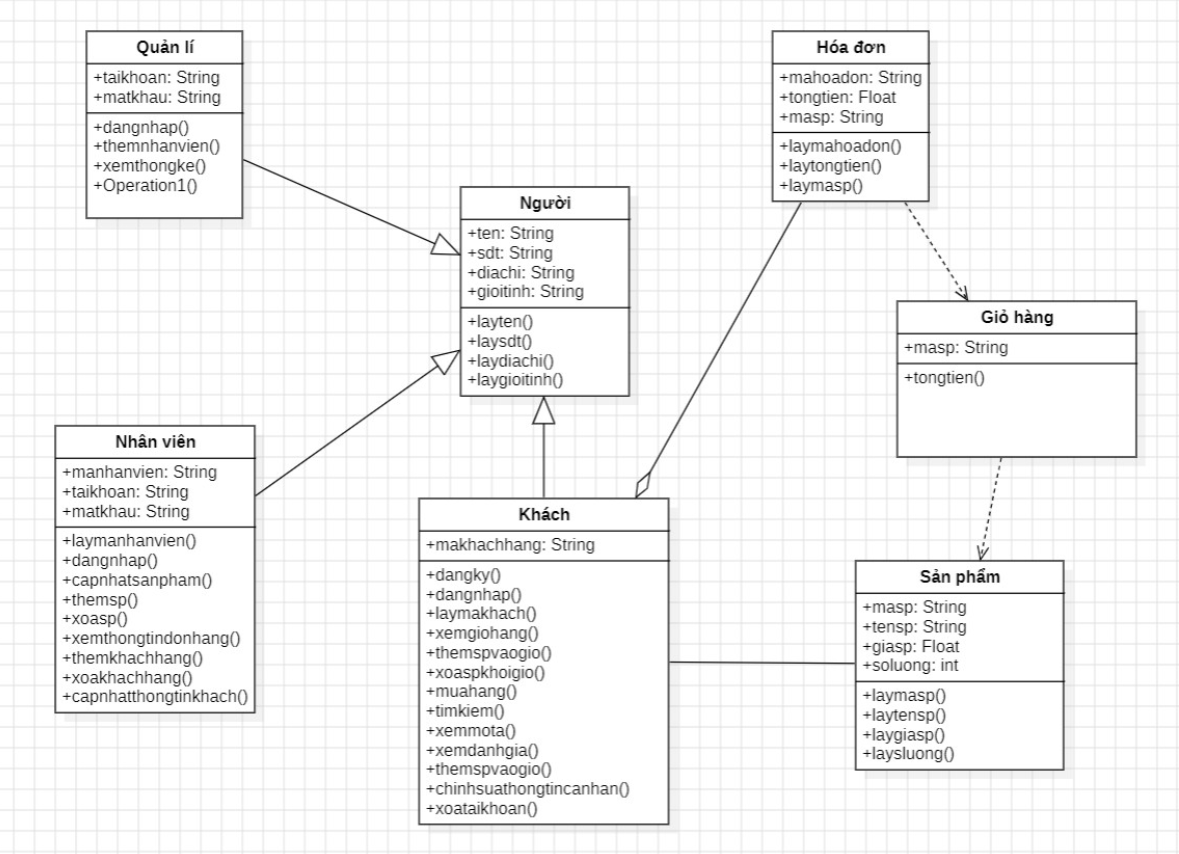 Quản lí
+taikhoan: String
+matkhau: String
+dangnhap()
+themnhanvien()
+xemthongke()
+Operation1()
Hóa đơn
+mahoadon: String
+tongtien: Float
+masp: String
+laymahoadon()
+laytongtien()
+laymasp()
Người
+ten: String
+sdt: String
+diachi: String
+gioitinh: String
+layten()
+laysdt()
+laydiachi()
+laygioitinh()
Giỏ hàng
+masp: String
+tongtien()
Nhân viên
+manhanvien: String
+taikhoan: String
+matkhau: String
+laymanhanvien()
+dangnhap()
+capnhatsanpham()
+themsp()
+xoasp()
+xemthongtindonhang()
+themkhachhang()
+xoakhachhang()
+capnhatthongtinkhach()
Khách
+makhachhang: String
+dangky()
+dangnhap()
+laymakhach()
+xemgiohang()
+themspvaogio()
+xoaspkhoigio()
+muahang()
+timkiem()
+xemmota()
+xemdanhgia()
+themspvaogio()
+chinhsuathongtincanhan()
+xoataikhoan()
Sản phẩm
+masp: String
+tensp: String
+giasp: Float
+soluong: int
+laymasp()
+laytensp()
+laygiasp()
+laysluong()